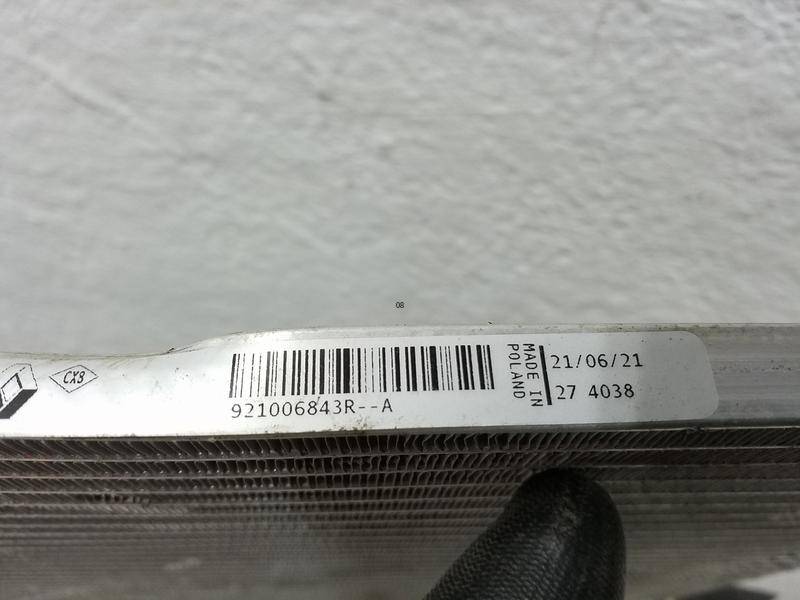 08
CX3
921006843R--A
MADE IN
POLAND
21/06/21
27 4038